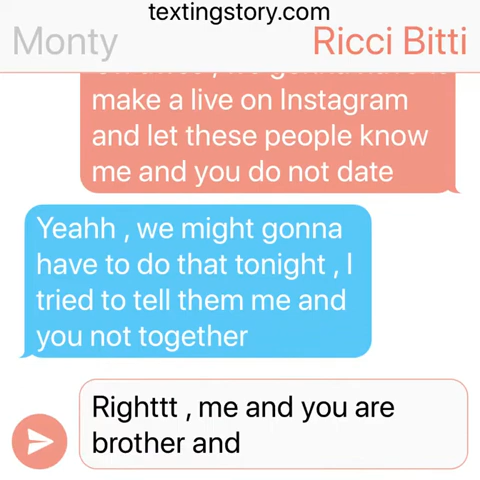 textingstory.com
Monty
Ricci Bitti
make a live on Instagram
and let these people know
me and you do not date
Yeahh , we might gonna
have to do that tonight , I
tried to tell them me and
you not together
Righttt , me and you are
brother and